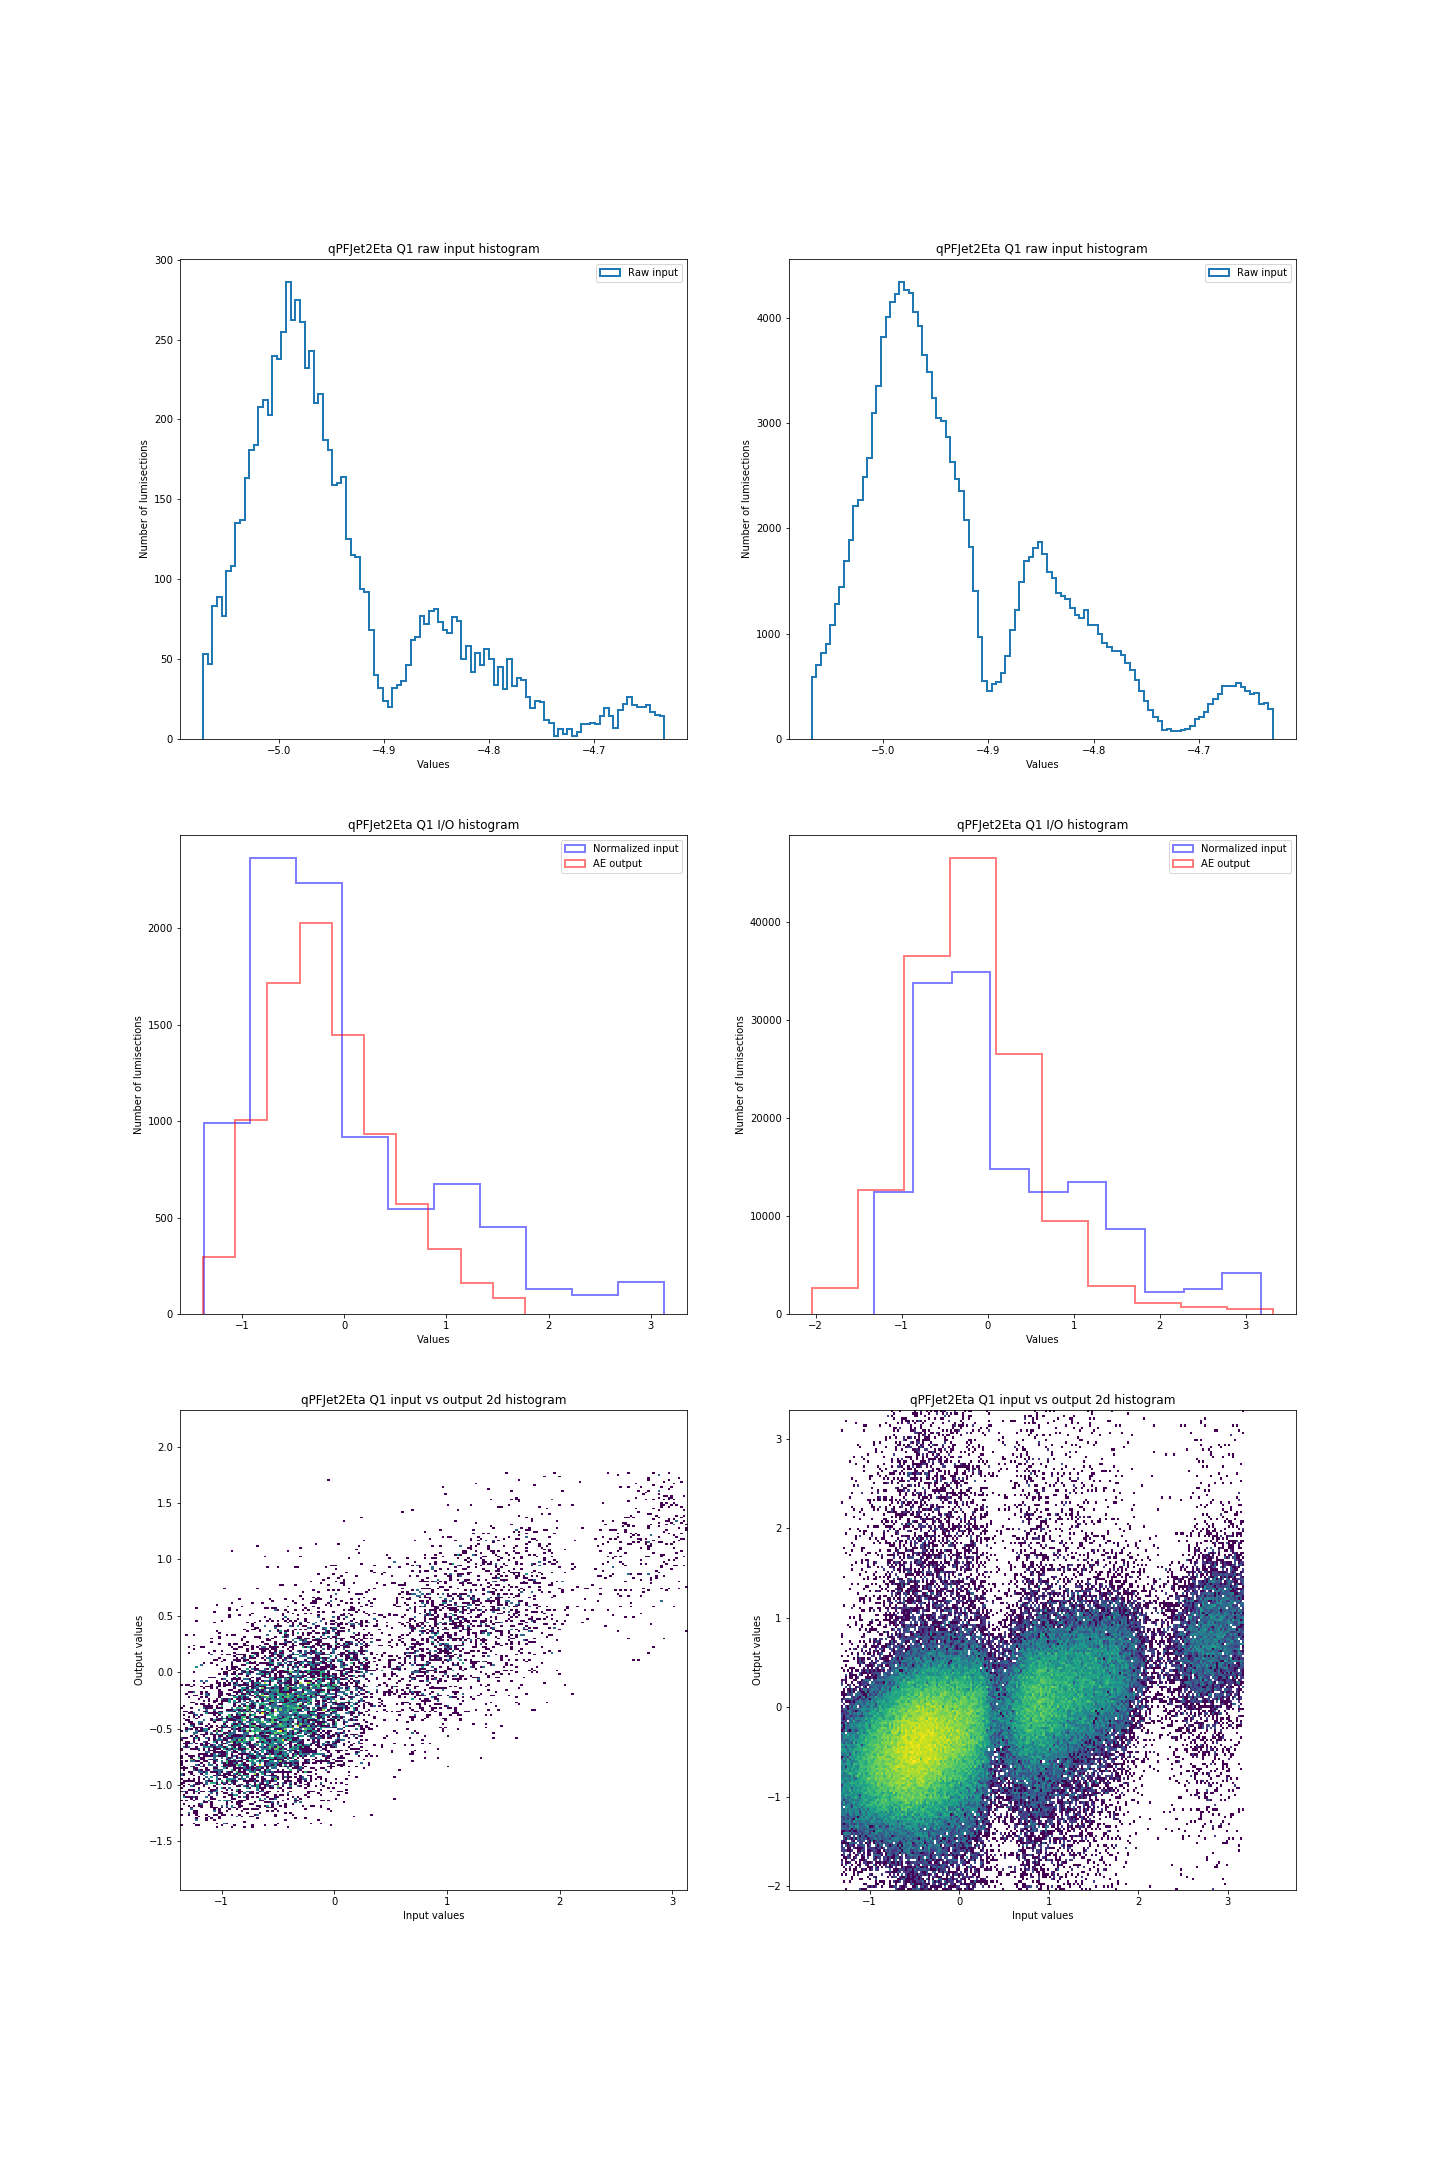 qPFJet2Eta Q1 raw input histogram
Raw input
300
250
200
150
100
50
0
Number of lumisections
−5.0 −4.9 −4.8 −4.7
Values
qPFJet2Eta Q1 raw input histogram
Raw input
4000
3000
2000
1000
0
Number of lumisections
−5.0 −4.9 −4.8 −4.7
Values
qPFJet2Eta Q1 I/O histogram
Normalized input
AE output
2000
1500
1000
500
0
Number of lumisections
−1 0 1 2 3
Values
qPFJet2Eta Q1 I/O histogram
Normalized input
AE output
40000
30000
20000
10000
0
Number of lumisections
−2 −1 0 1 2 3
Values
qPFJet2Eta Q1 input vs output 2d histogram
2.0
1.5
1.0
0.5
0.0
−0.5
−1.0
−1.5
Output values
−1 0 1 2 3
Input values
qPFJet2Eta Q1 input vs output 2d histogram
3
2
1
0
−1
−2
Output values
−1 0 1 2 3
Input values